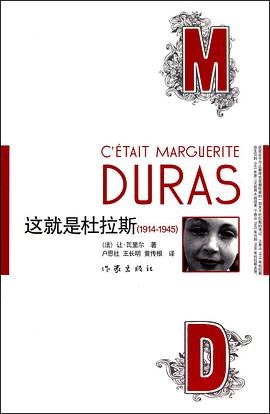 M
C'ÉTAIT MARGUERITE
DURAS
这就是杜拉斯(1914-1945)
(法) 让·瓦里尔 著
户思社 王长明 黄传根 译
作家出版社
D